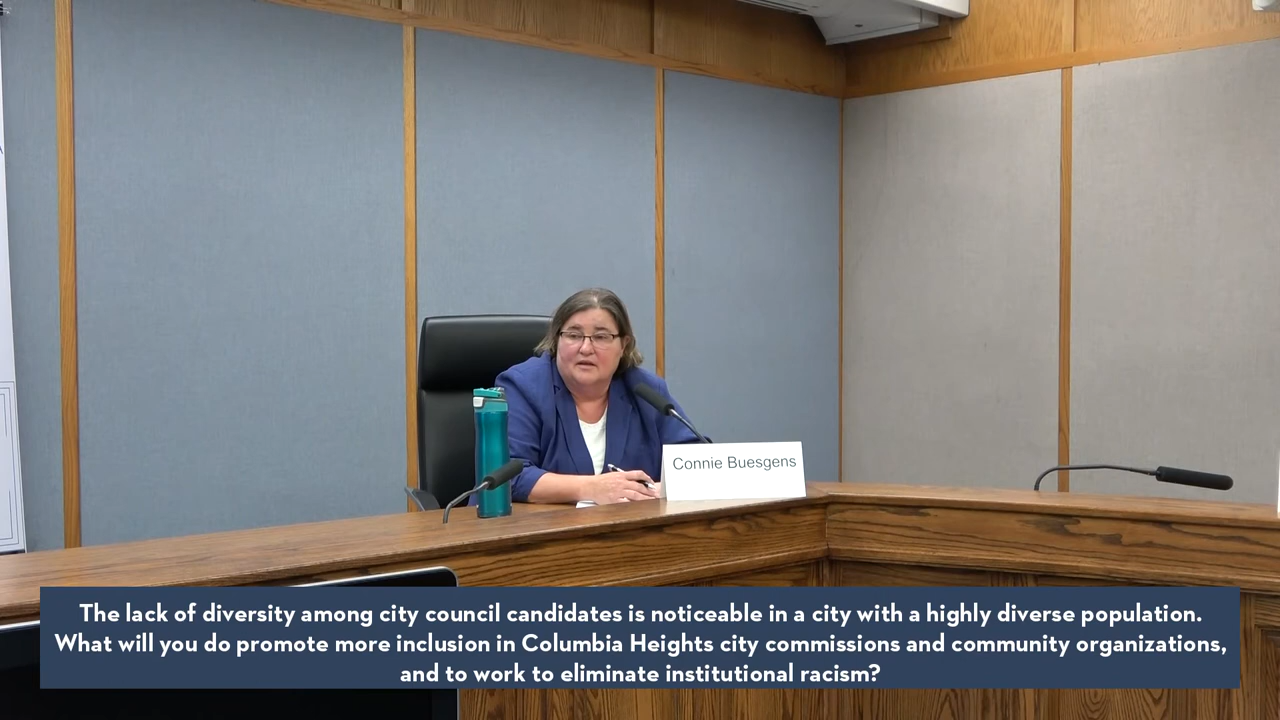 Connie Buesgens
The lack of diversity among city council candidates is noticeable in a city with a highly diverse population.
What will you do promote more inclusion in Columbia Heights city commissions and community organizations,
and to work to eliminate institutional racism?